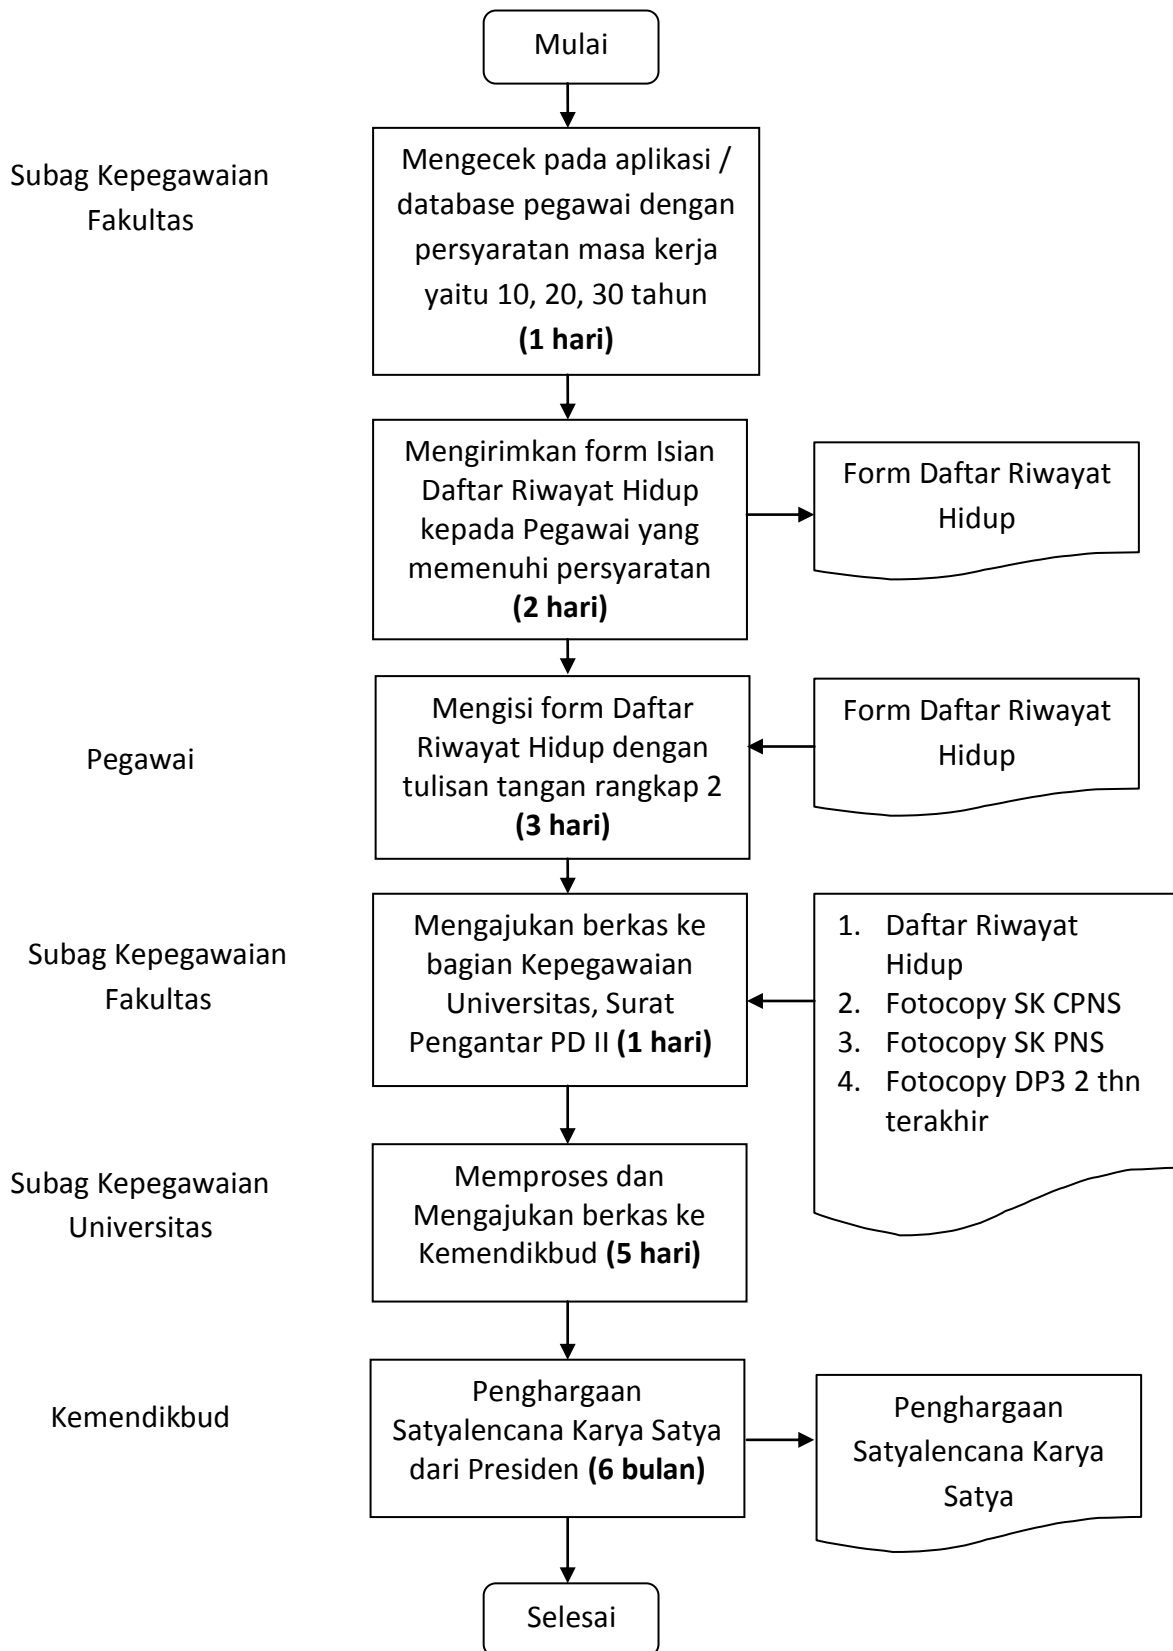 Mulai
Subag Kepegawaian
Fakultas
Mengecek pada aplikasi /
database pegawai dengan
persyaratan masa kerja
yaitu 10, 20, 30 tahun
(1 hari)
Mengirimkan form Isian
Daftar Riwayat Hidup
kepada Pegawai yang
memenuhi persyaratan
(2 hari)
Form Daftar Riwayat
Hidup
Pegawai
Mengisi form Daftar
Riwayat Hidup dengan
tulisan tangan rangkap 2
(3 hari)
Form Daftar Riwayat
Hidup
Subag Kepegawaian
Fakultas
Mengajukan berkas ke
bagian Kepegawaian
Universitas, Surat
Pengantar PD II (1 hari)
1. Daftar Riwayat
Hidup
2. Fotocopy SK CPNS
3. Fotocopy SK PNS
4. Fotocopy DP3 2 thn
terakhir
Subag Kepegawaian
Universitas
Memproses dan
Mengajukan berkas ke
Kemendikbud (5 hari)
Kemendikbud
Penghargaan
Satyalencana Karya Satya
dari Presiden (6 bulan)
Penghargaan
Satyalencana Karya
Satya
Selesai